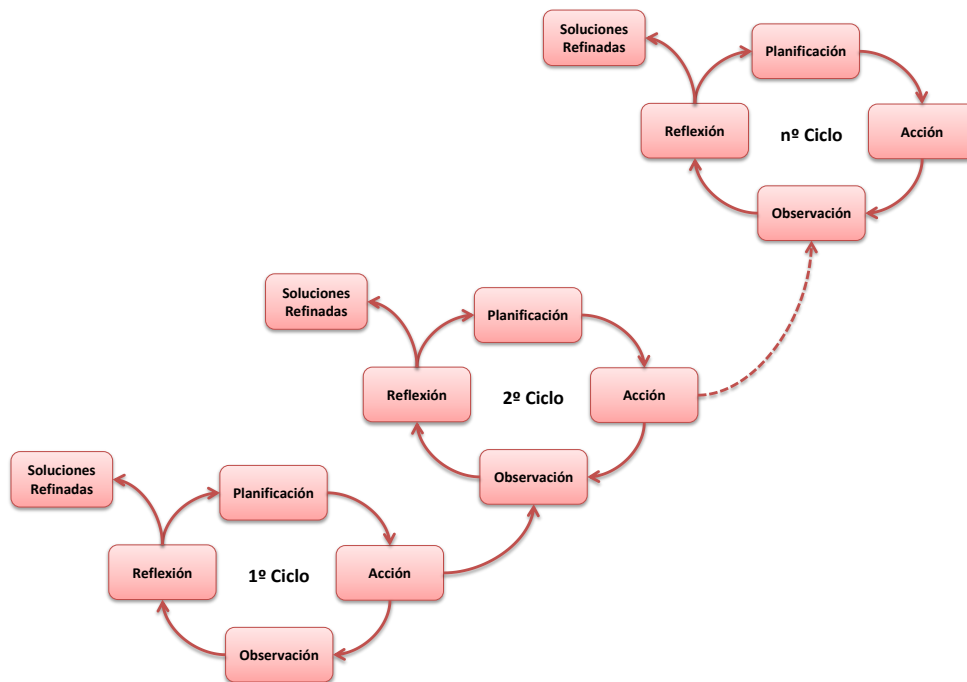 Soluciones
Refinadas
Planificación
Reflexión
nº Ciclo
Acción
Observación
Soluciones
Refinadas
Planificación
Reflexión
2º Ciclo
Acción
Observación
Soluciones
Refinadas
Planificación
Reflexión
1º Ciclo
Acción
Observación